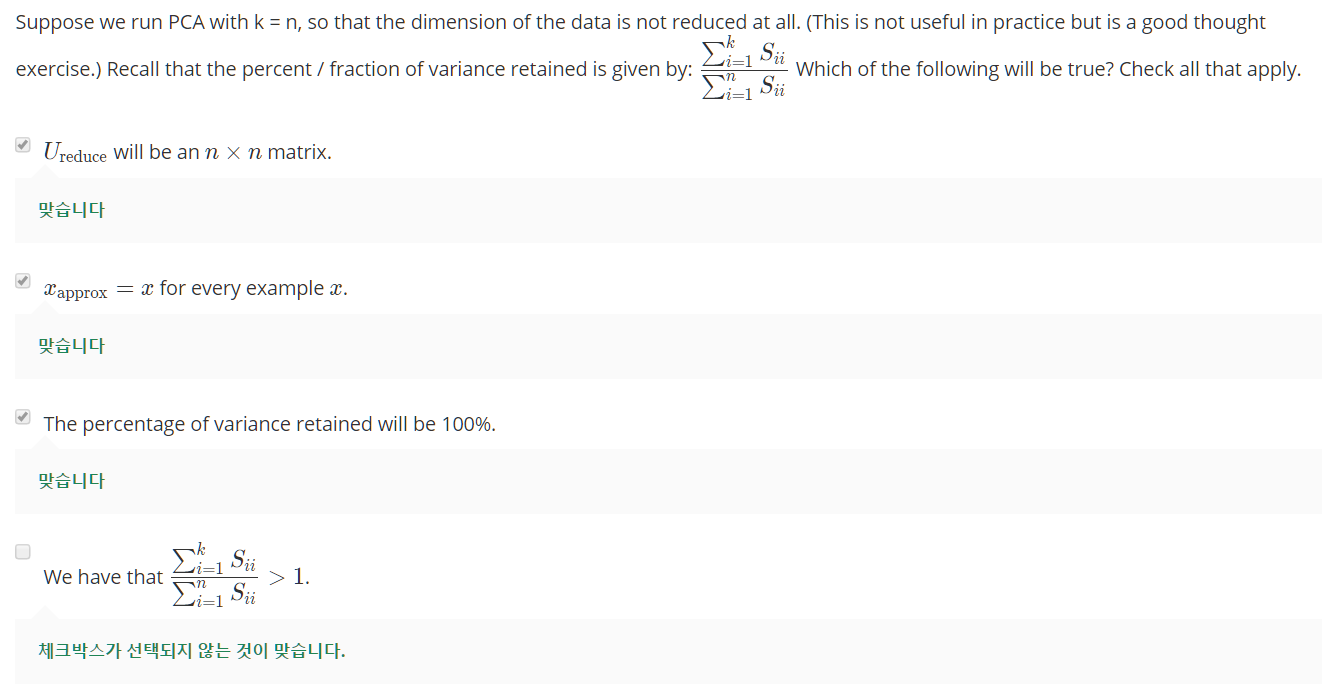 Suppose we run PCA with k = n, so that the dimension of the data is not reduced at all. (This is not useful in practice but is a good thought
exercise.) Recall that the percent / fraction of variance retained is given by: $\frac{\sum_{i=1}^{k} S_{ii}}{\sum_{i=1}^{n} S_{ii}}$ Which of the following will be true? Check all that apply.
$U_{\text{reduce}}$ will be an $n \times n$ matrix.
맞습니다
$x_{\text{approx}} = x$ for every example $x$.
맞습니다
The percentage of variance retained will be 100%.
맞습니다
We have that $\frac{\sum_{i=1}^{k} S_{ii}}{\sum_{i=1}^{n} S_{ii}} > 1$.
체크박스가 선택되지 않는 것이 맞습니다.